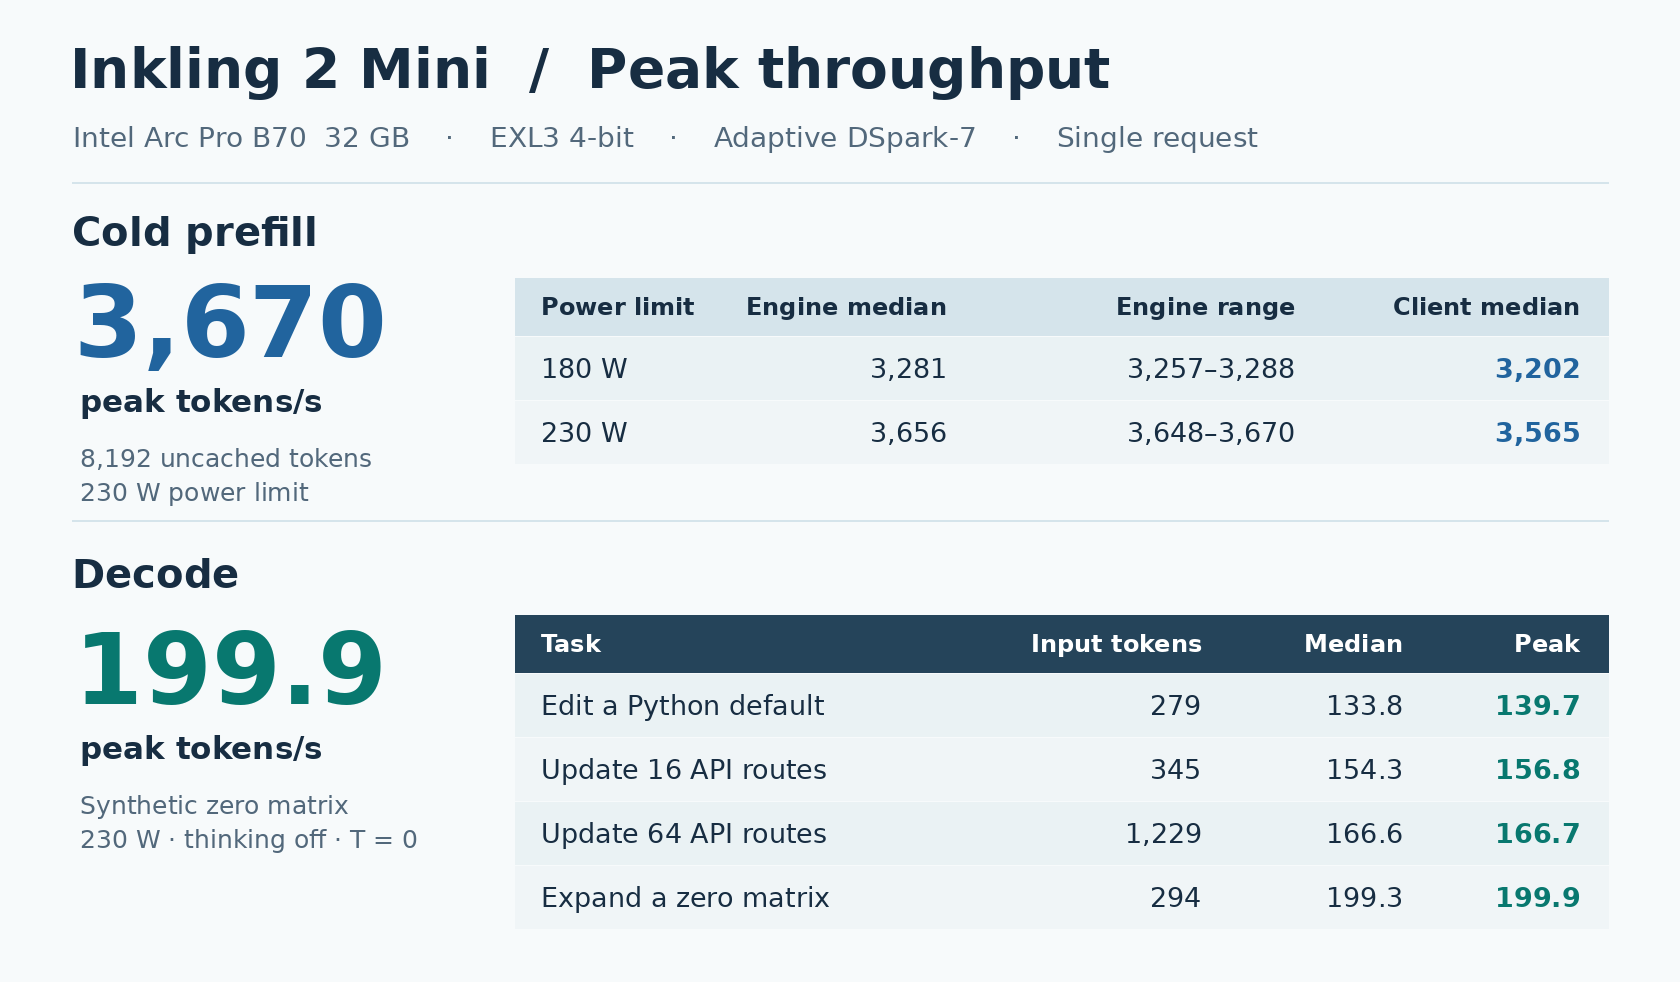 Inkling 2 Mini / Peak throughput
Intel Arc Pro B70 32 GB · EXL3 4-bit · Adaptive DSpark-7 · Single request
Cold prefill
3,670
peak tokens/s
8,192 uncached tokens
230 W power limit
Power limit Engine median Engine range Client median
180 W 3,281 3,257–3,288 3,202
230 W 3,656 3,648–3,670 3,565
Decode
199.9
peak tokens/s
Synthetic zero matrix
230 W · thinking off · T = 0
Task Input tokens Median Peak
Edit a Python default 279 133.8 139.7
Update 16 API routes 345 154.3 156.8
Update 64 API routes 1,229 166.6 166.7
Expand a zero matrix 294 199.3 199.9